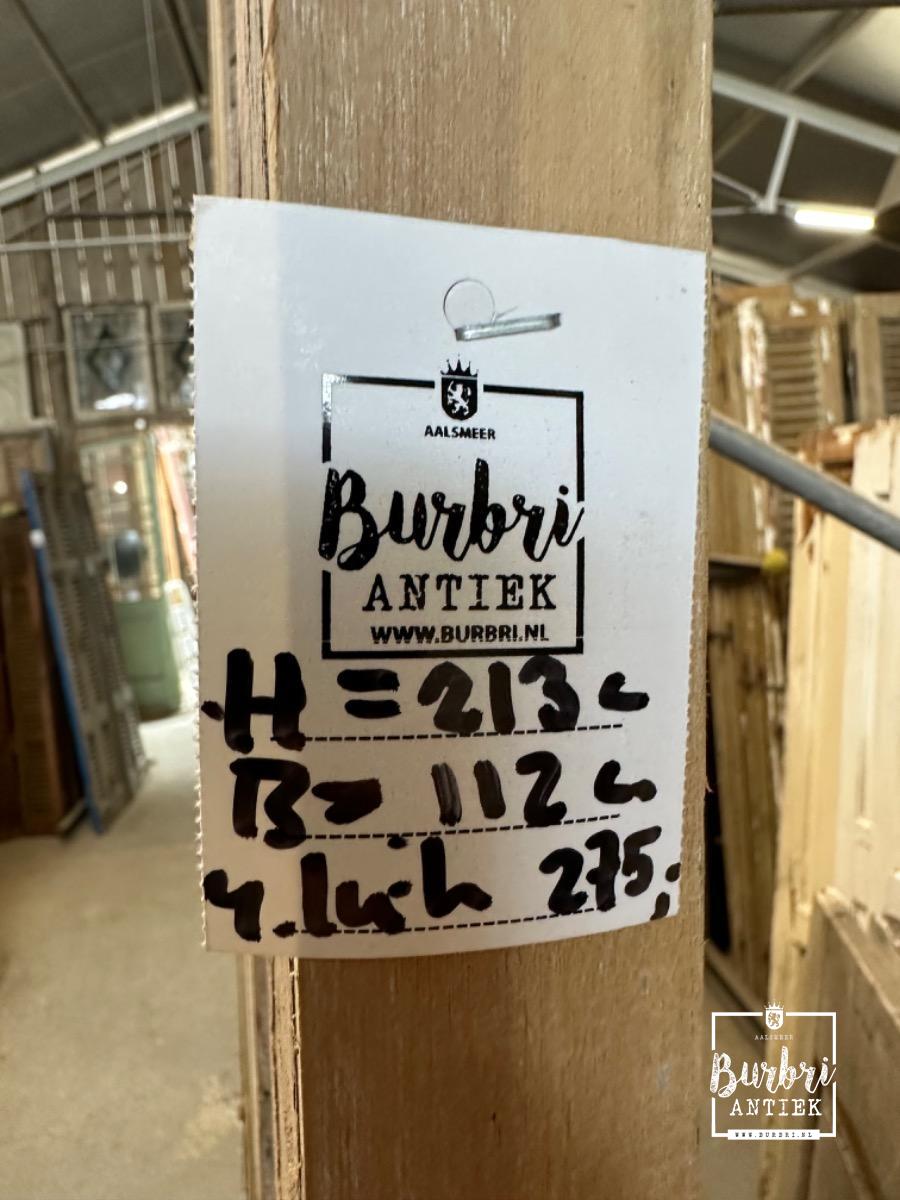 AALSMEER
Burbri
ANTIEK
WWW.BURBRI.NL
H = 213 c
B = 112 c
275,-
AALSMEER
Burbri
ANTIEK
WWW.BURBRI.NL